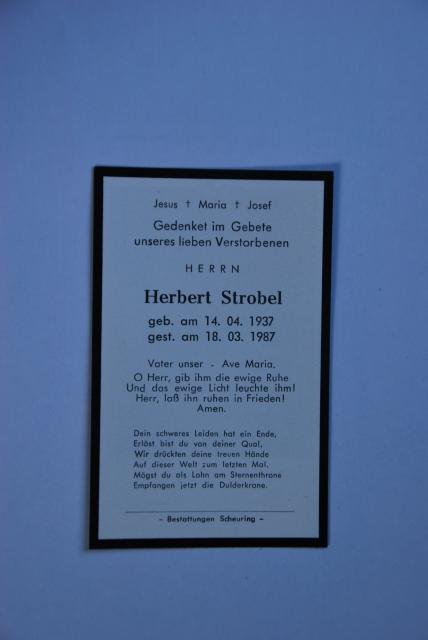 Jesus † Maria † Josef
Gedenket im Gebete
unseres lieben Verstorbenen
HERRN
Herbert Strobel
geb. am 14. 04. 1937
gest. am 18. 03. 1987
Vater unser - Ave Maria.
O Herr, gib ihm die ewige Ruhe
Und das ewige Licht leuchte ihm!
Herr, laß ihn ruhen in Frieden!
Amen.
Dein schweres Leiden hat ein Ende,
Erlöst bist du von deiner Qual,
Wir drückten deine treuen Hände
Auf dieser Welt zum letzten Mal.
Mögst du als Lohn am Sternenthrone
Empfangen jetzt die Dulderkrone.
– Bestattungen Scheuring –